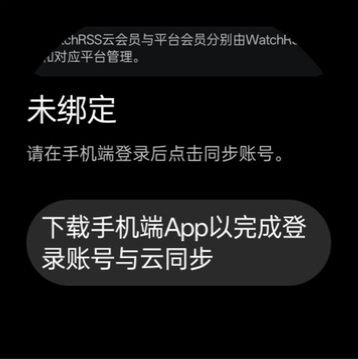 tchRSS云会员与平台会员分别由WatchR
和对应平台管理。
未绑定
请在手机端登录后点击同步账号。
下载手机端App以完成登
录账号与云同步